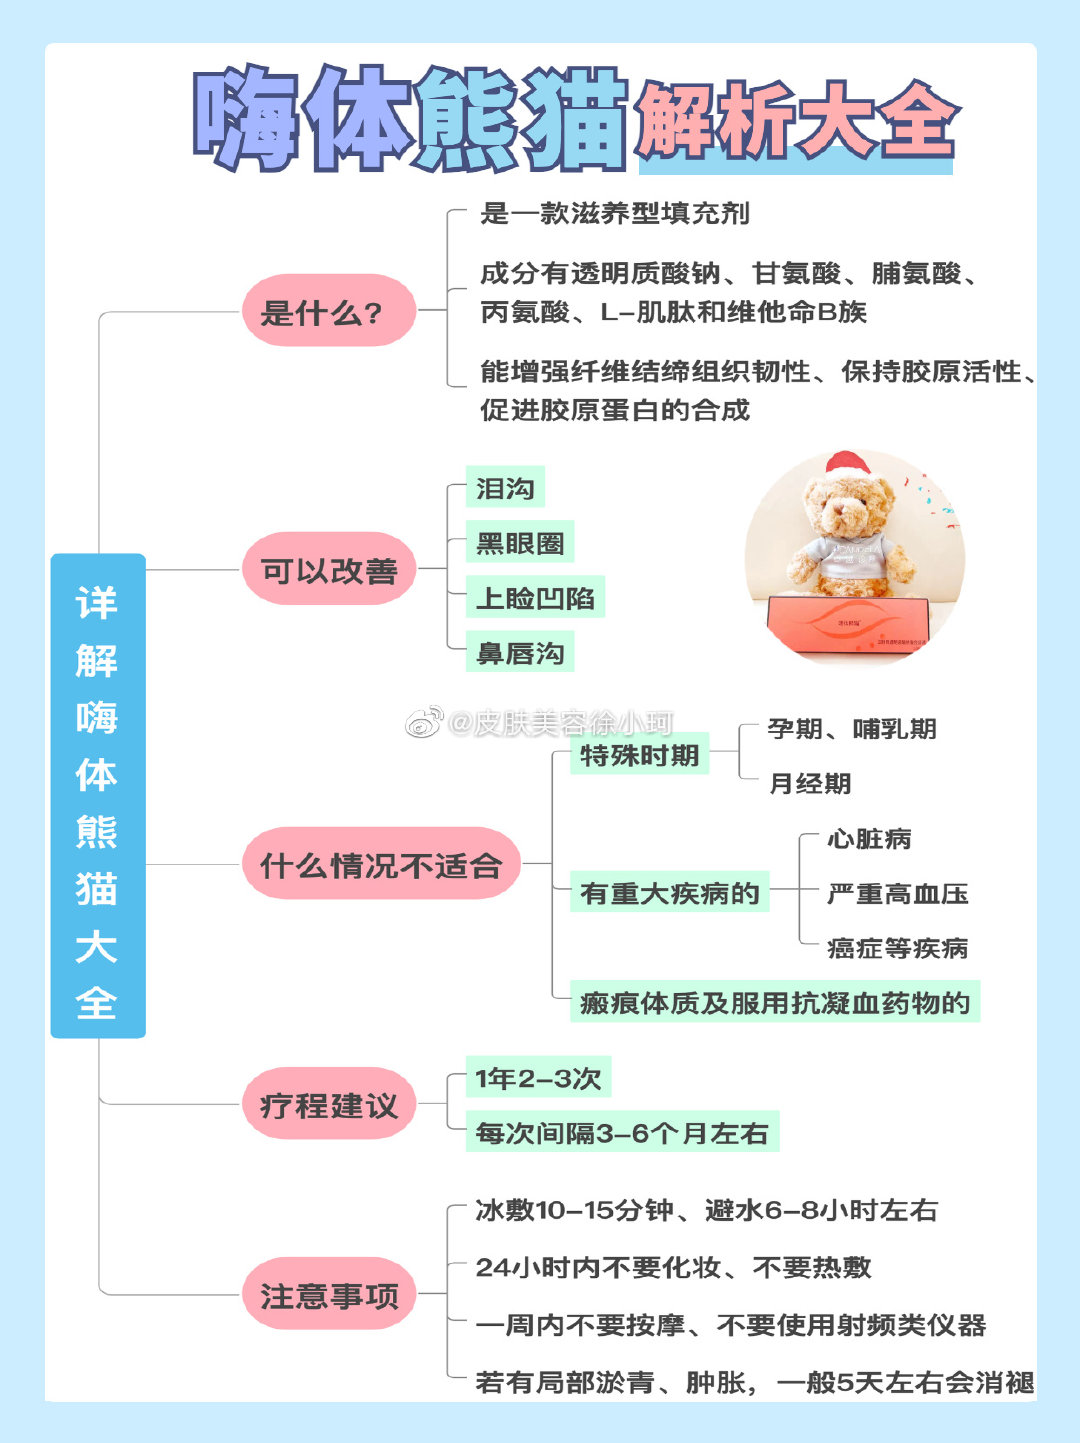 嗨体熊猫解析大全
是什么?
是一款滋养型填充剂
成分有透明质酸钠、甘氨酸、脯氨酸、
丙氨酸、L-肌肽和维他命B族
能增强纤维结缔组织韧性、保持胶原活性、
促进胶原蛋白的合成
可以改善
泪沟
黑眼圈
上睑凹陷
鼻唇沟
@皮肤美容徐小珂
详解嗨体熊猫大全
什么情况不适合
特殊时期
孕期、哺乳期
月经期
有重大疾病的
心脏病
严重高血压
癌症等疾病
瘢痕体质及服用抗凝血药物的
疗程建议
1年2-3次
每次间隔3-6个月左右
注意事项
冰敷10-15分钟、避水6-8小时左右
24小时内不要化妆、不要热敷
一周内不要按摩、不要使用射频类仪器
若有局部淤青、肿胀，一般5天左右会消褪